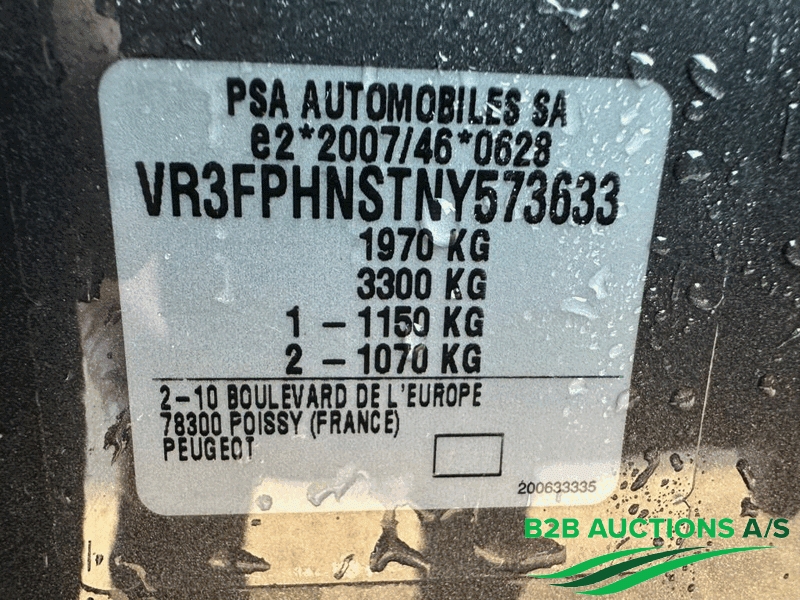 PSA AUTOMOBILES SA
e2*2007/46*0628
VR3FPHNSTNY573633
1970 KG
3300 KG
1 - 1150 KG
2 - 1070 KG
2-10 BOULEVARD DE L'EUROPE
78300 POISSY (FRANCE)
PEUGEOT
200633335
B2B AUCTIONS A/S